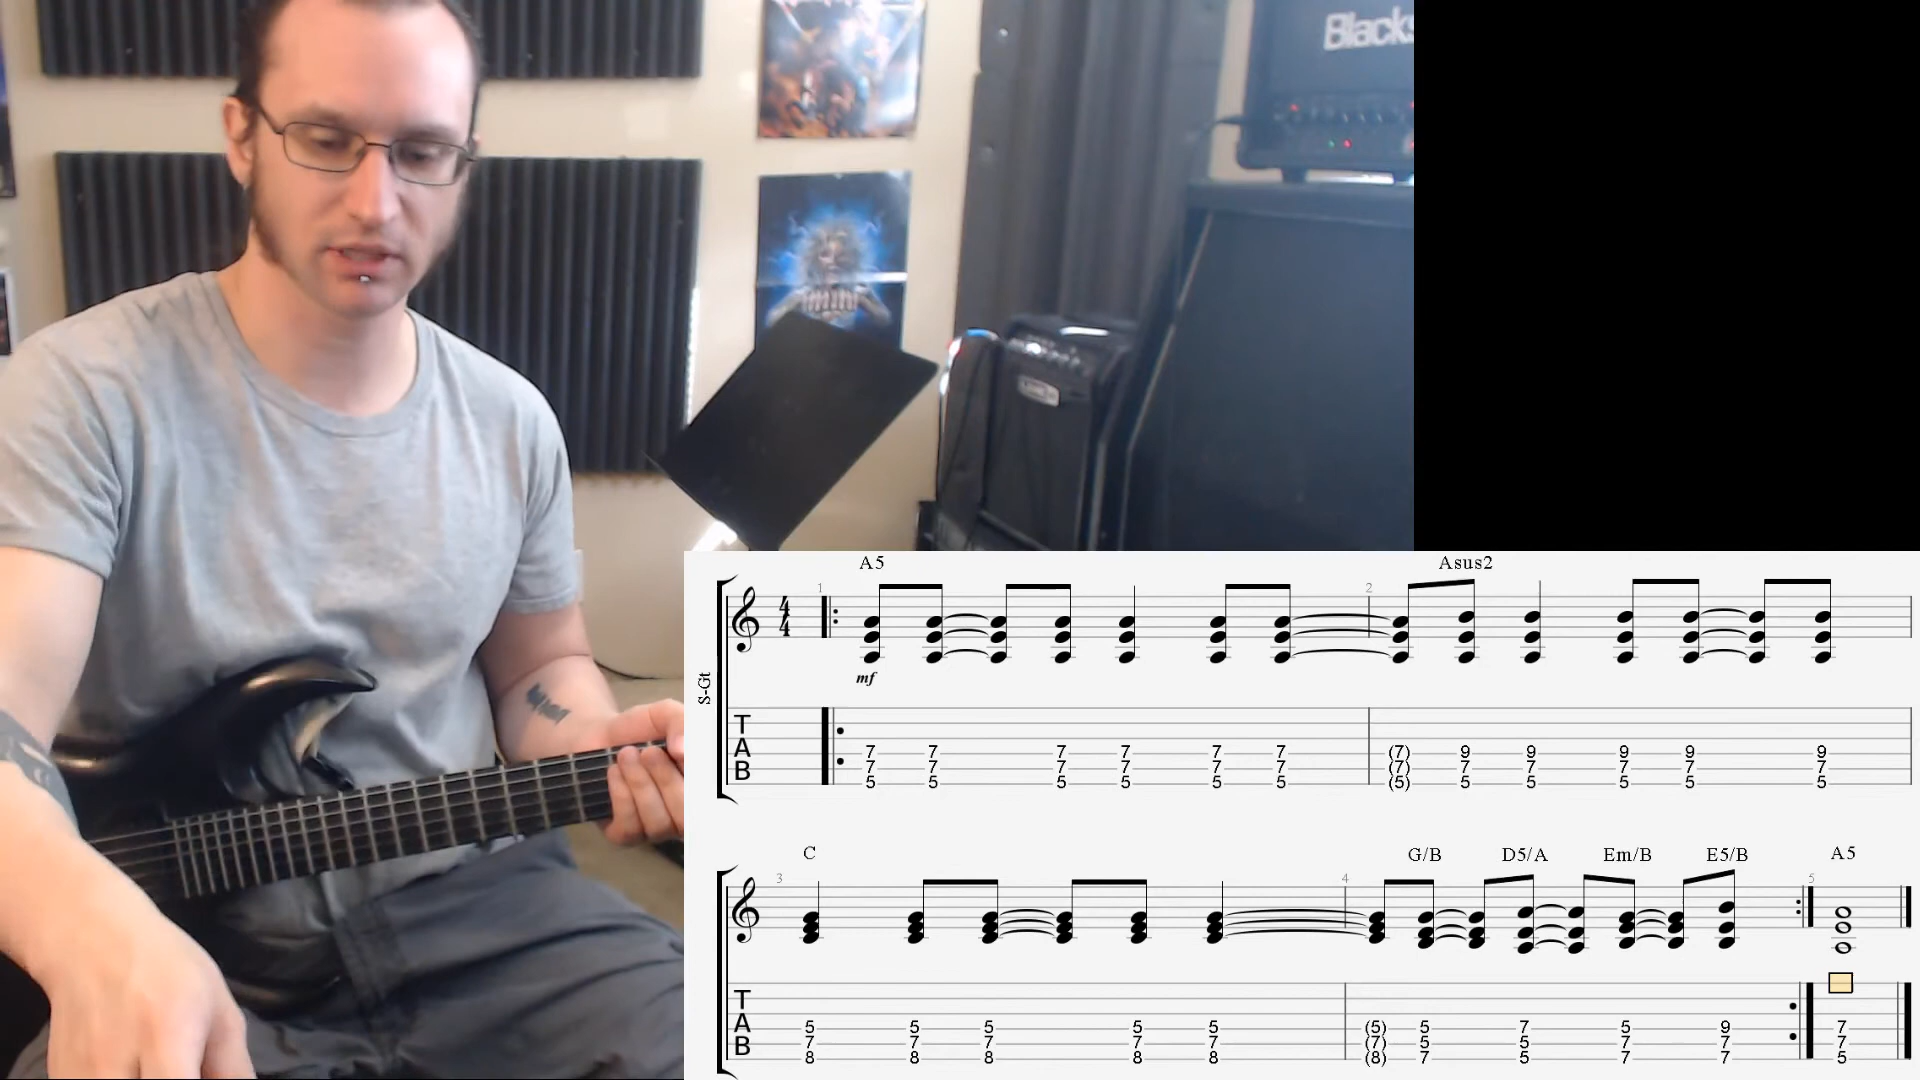 Blacks
A5
Asus2
1
2
4
4
mf
S-Gt
T
A
B
7 7 7 7 7 7 (7) 9 9 9 9 9
7 7 7 7 7 7 (7) 7 7 7 7 7
5 5 5 5 5 5 (5) 5 5 5 5 5
C G/B D5/A Em/B E5/B A5
3
4
5
T
A
B
5 5 5 5 5 (5) 5 7 5 9 7
7 7 7 7 7 (7) 5 5 7 7 7
8 8 8 8 8 (8) 7 5 7 7 5